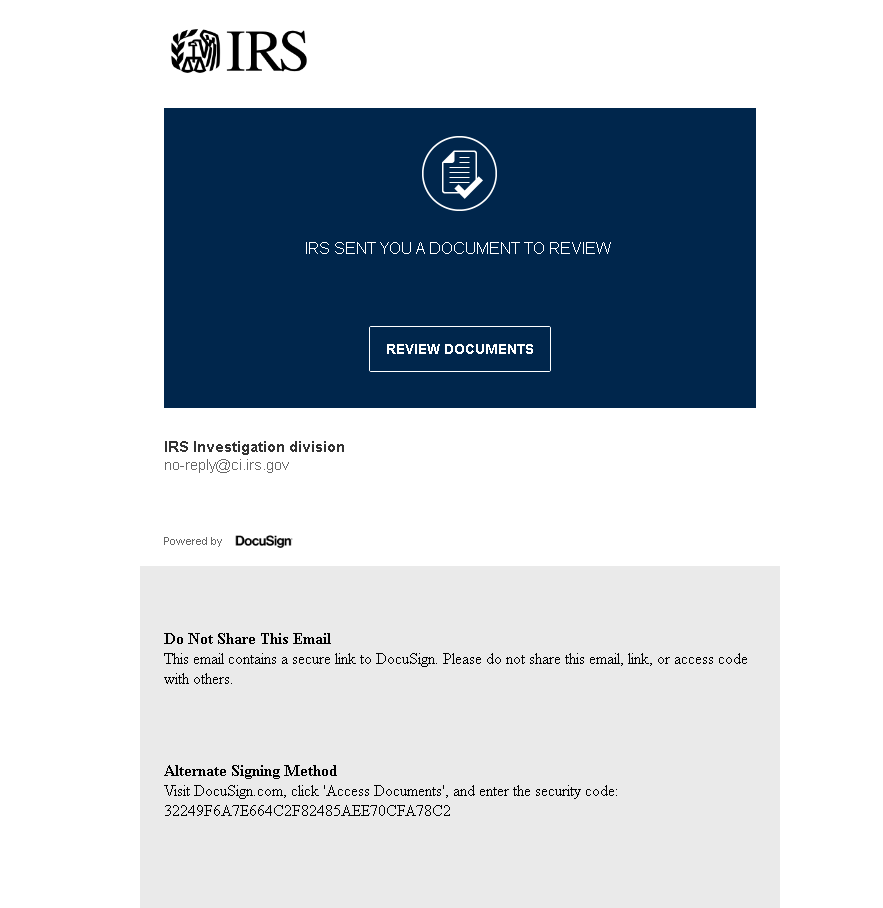 IRS
IRS SENT YOU A DOCUMENT TO REVIEW
REVIEW DOCUMENTS
IRS Investigation division
no-reply@ci.irs.gov
Powered by DocuSign
Do Not Share This Email
This email contains a secure link to DocuSign. Please do not share this email, link, or access code
with others.
Alternate Signing Method
Visit DocuSign.com, click 'Access Documents', and enter the security code:
32249F6A7E664C2F82485AEE70CFA78C2